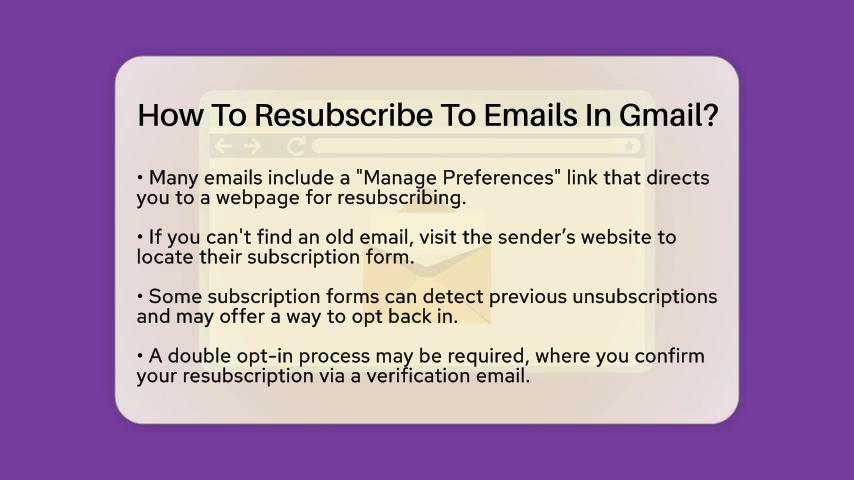 How To Resubscribe To Emails In Gmail?
• Many emails include a "Manage Preferences" link that directs
you to a webpage for resubscribing.
• If you can't find an old email, visit the sender’s website to
locate their subscription form.
• Some subscription forms can detect previous unsubscriptions
and may offer a way to opt back in.
• A double opt-in process may be required, where you confirm
your resubscription via a verification email.